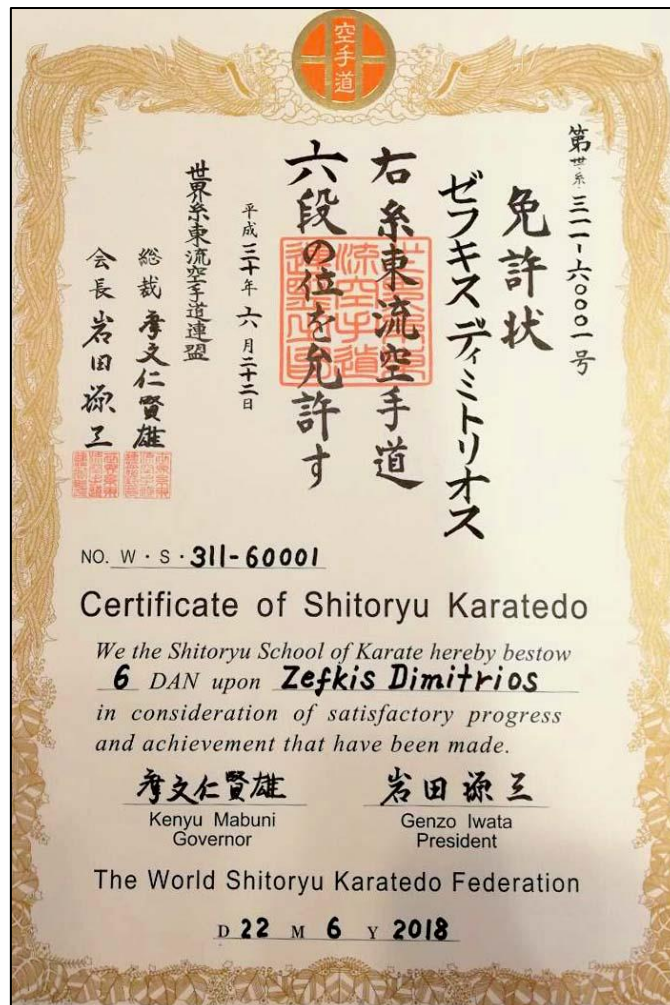 空手道
第世糸三一一-六〇〇〇一号
免許状
ゼフキス ディミトリオス
右糸東流空手道
六段の位を允許す
平成三十年六月二十二日
世界糸東流空手道連盟
総裁 摩文仁賢雄
会長 岩田源三
NO. W・S・311-60001
Certificate of Shitoryu Karatedo
We the Shitoryu School of Karate hereby bestow
6 DAN upon Zefkis Dimitrios
in consideration of satisfactory progress
and achievement that have been made.
摩文仁賢雄 岩田源三
Kenyu Mabuni Genzo Iwata
Governor President
The World Shitoryu Karatedo Federation
D 22 M 6 Y 2018